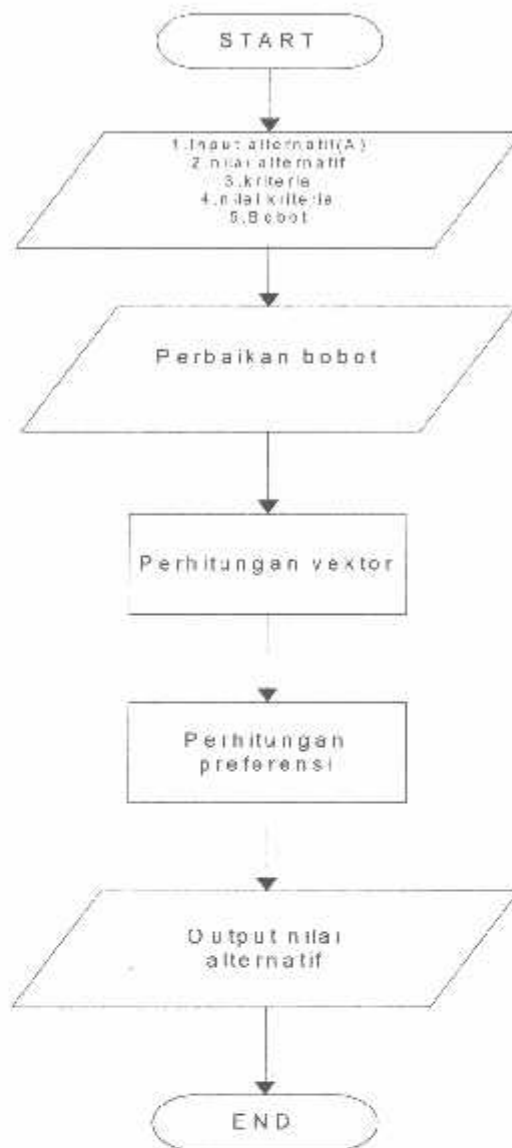 START
1.Input alternatif(A)
2.nilai alternatif
3.kriteria
4.nilai kriteria
5.Bobot
Perbaikan bobot
Perhitungan vektor
Perhitungan
preferensi
Output nilai
alternatif
END